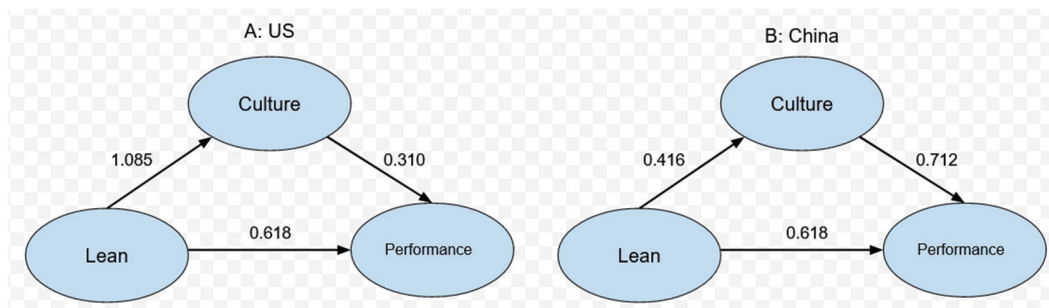 A: US
Culture
1.085
0.310
Lean
0.618
Performance
B: China
Culture
0.416
0.712
Lean
0.618
Performance